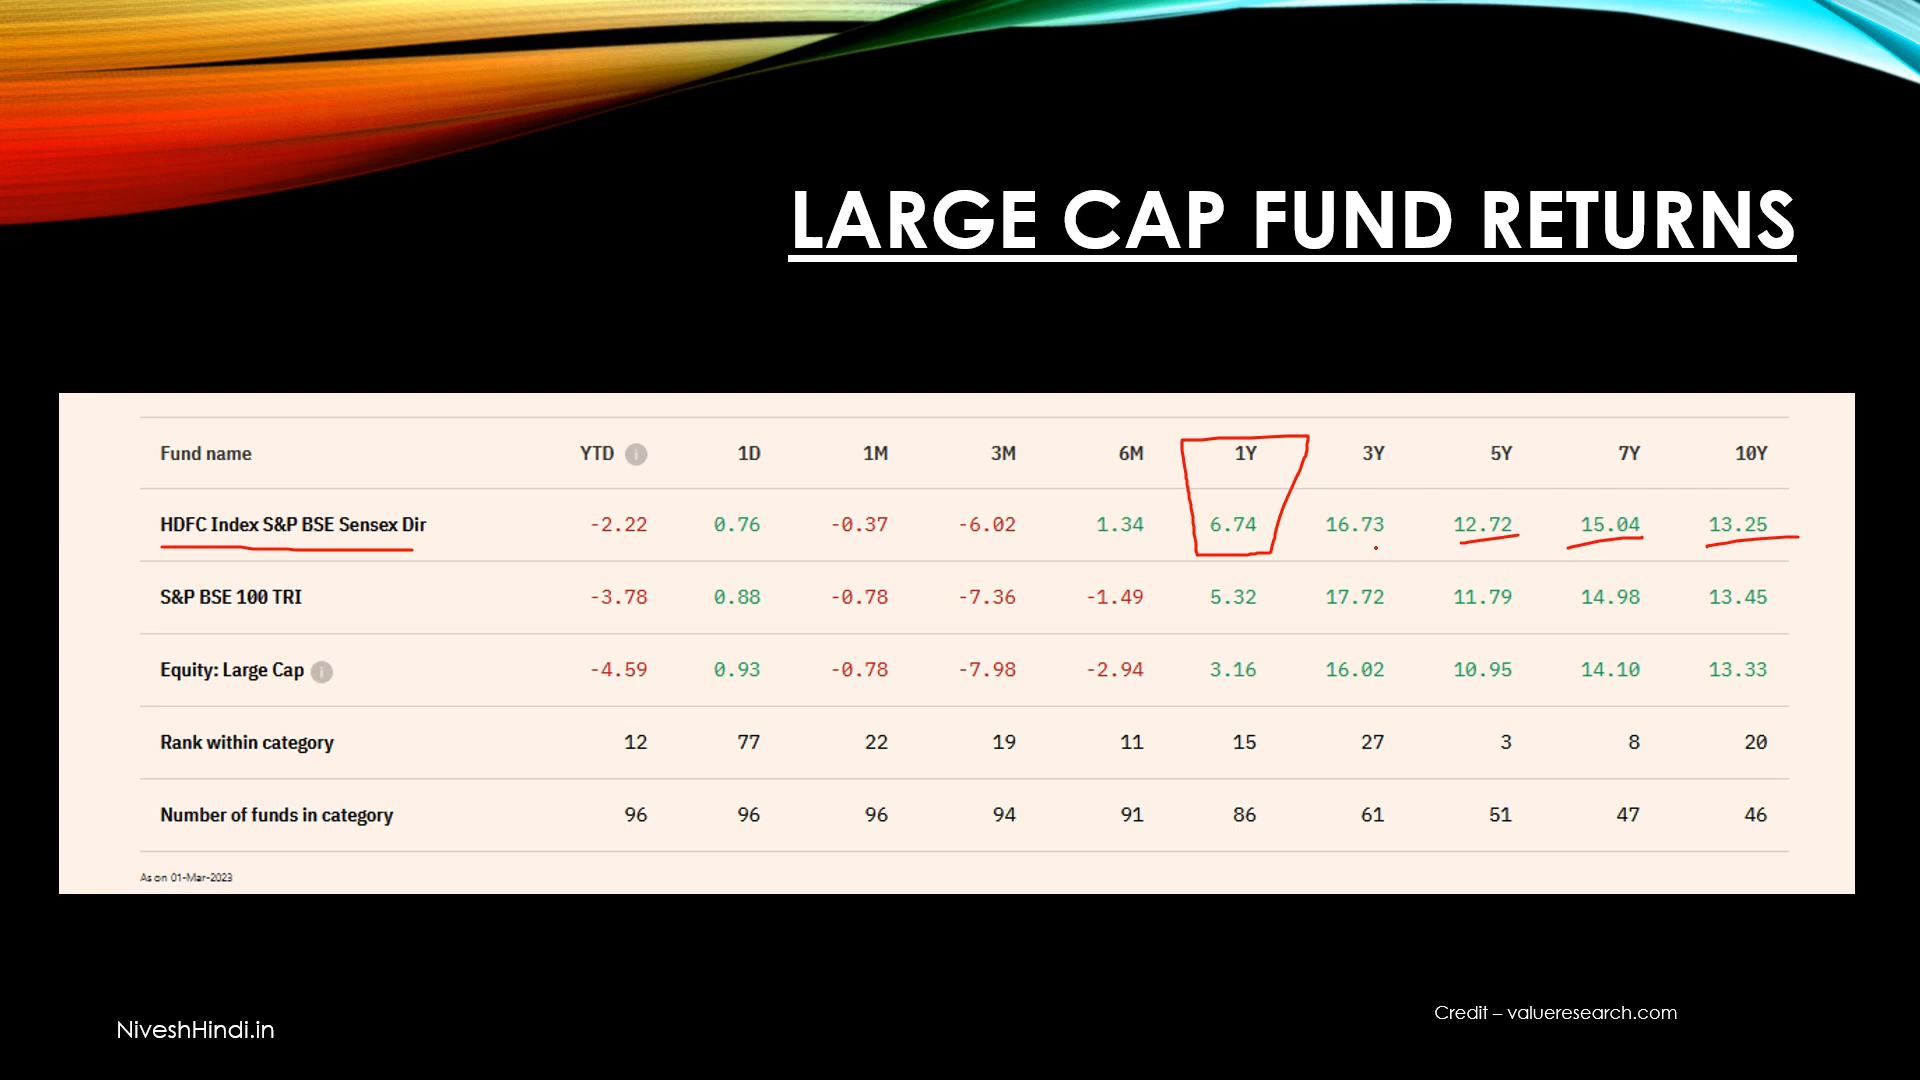 LARGE CAP FUND RETURNS
Fund name YTD i 1D 1M 3M 6M 1Y 3Y 5Y 7Y 10Y
HDFC Index S&P BSE Sensex Dir -2.22 0.76 -0.37 -6.02 1.34 6.74 16.73 12.72 15.04 13.25
S&P BSE 100 TRI -3.78 0.88 -0.78 -7.36 -1.49 5.32 17.72 11.79 14.98 13.45
Equity: Large Cap i -4.59 0.93 -0.78 -7.98 -2.94 3.16 16.02 10.95 14.10 13.33
Rank within category 12 77 22 19 11 15 27 3 8 20
Number of funds in category 96 96 96 94 91 86 61 51 47 46
As on 01-Mar-2023
Credit – valueresearch.com
NiveshHindi.in